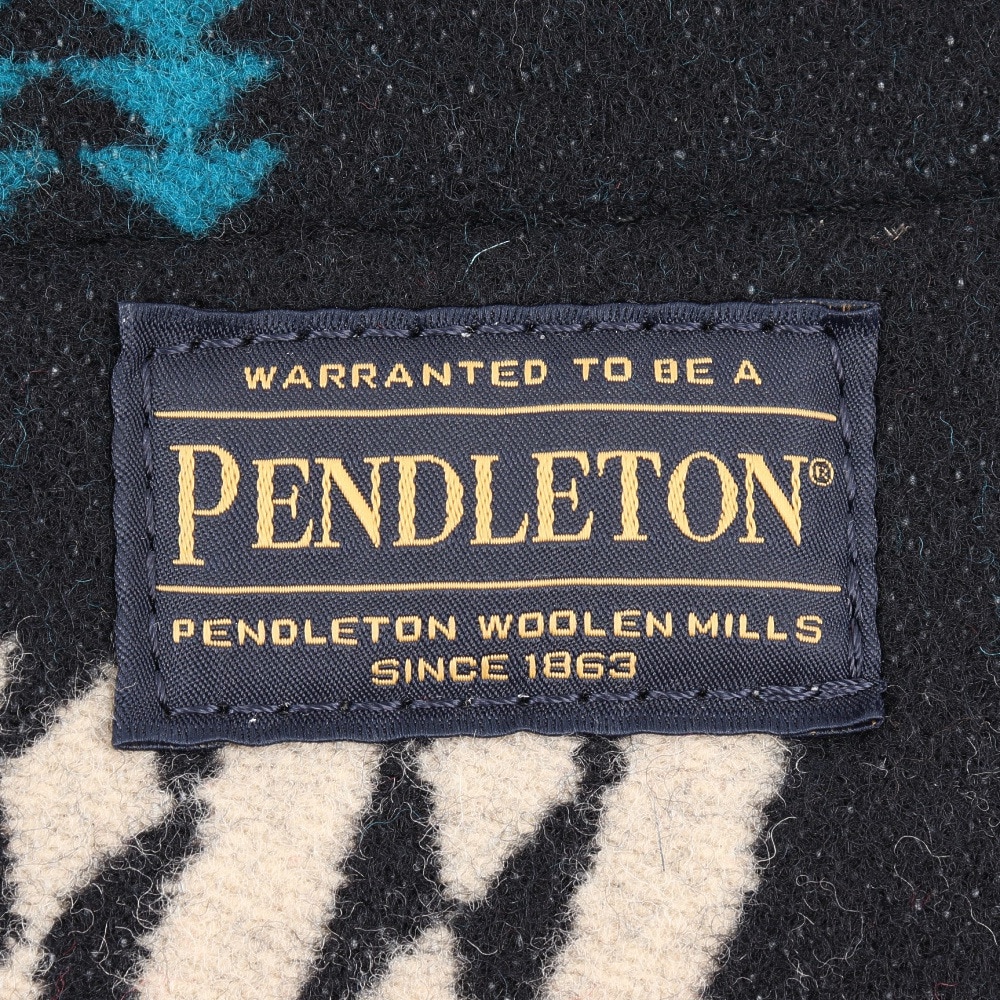 WARRANTED TO BE A
PENDLETON®
PENDLETON WOOLEN MILLS
SINCE 1863